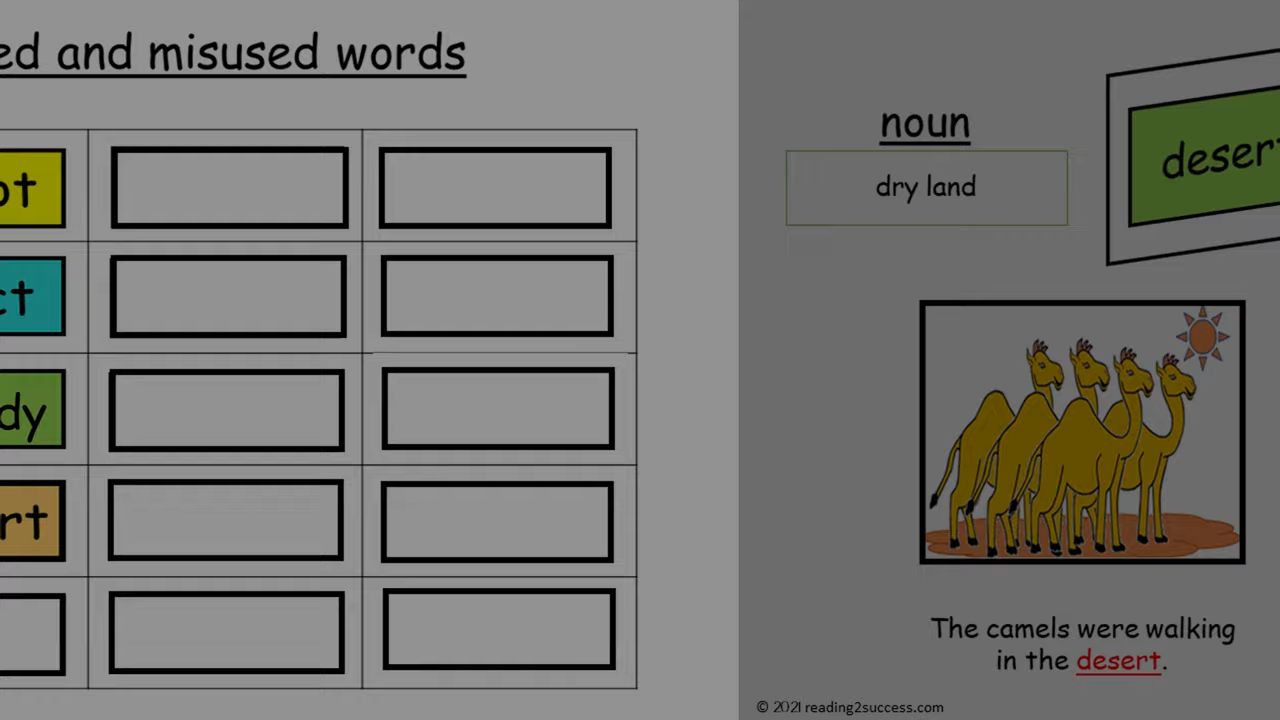 ed and misused words
ot
ct
dy
rt
noun
dry land
desert
The camels were walking
in the desert.
© 2021 reading2success.com